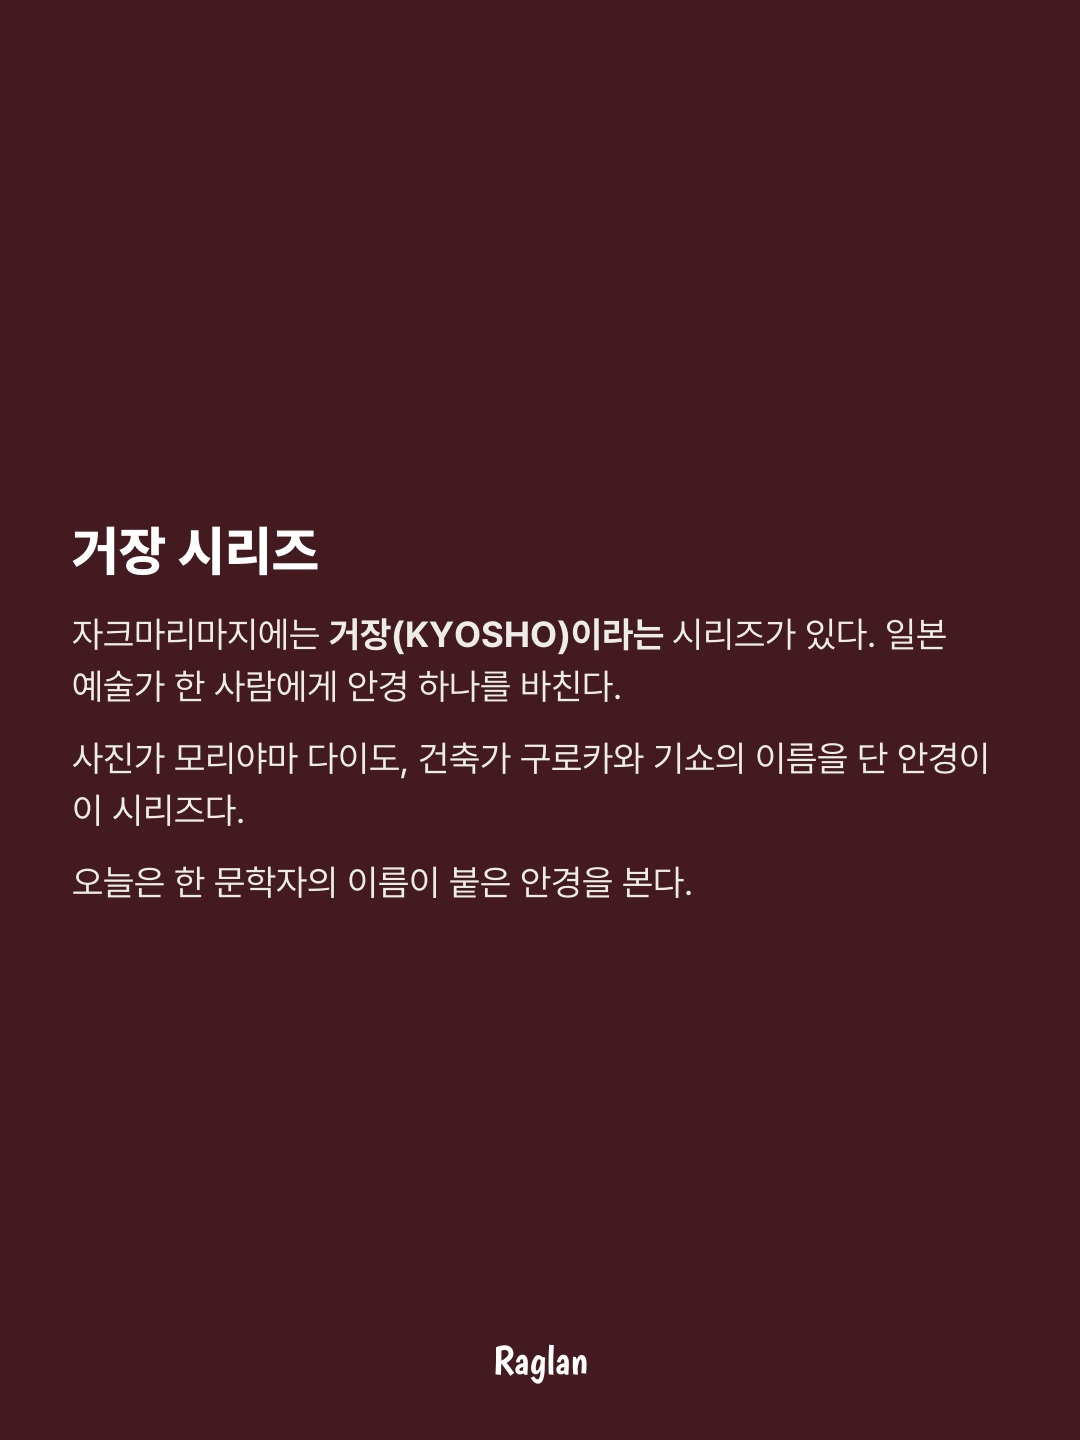 거장 시리즈
자크마리마지에는 거장(KYOSHO)이라는 시리즈가 있다. 일본
예술가 한 사람에게 안경 하나를 바친다.
사진가 모리야마 다이도, 건축가 구로카와 기쇼의 이름을 단 안경이
이 시리즈다.
오늘은 한 문학자의 이름이 붙은 안경을 본다.
Raglan